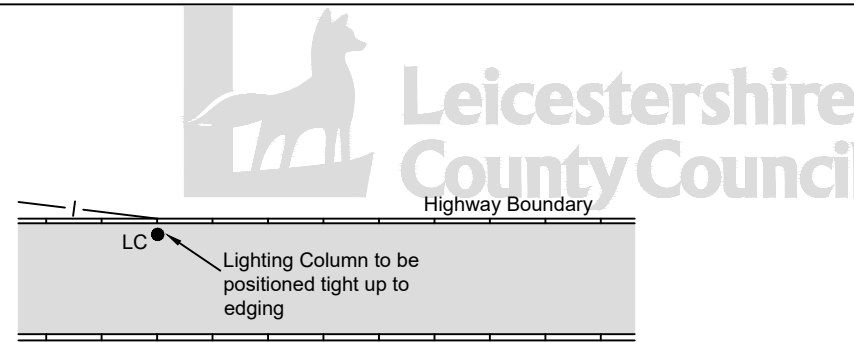 Leicestershire
County Council
Highway Boundary
LC
Lighting Column to be
positioned tight up to
edging